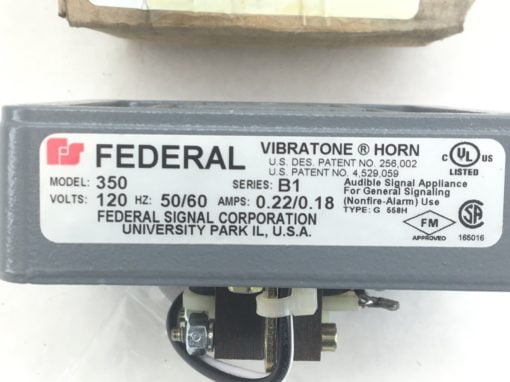 FEDERAL
VIBRATONE ® HORN
U.S. DES. PATENT NO. 256,002
U.S. PATENT NO. 4,529,059
MODEL: 350
SERIES: B1
VOLTS: 120 HZ: 50/60 AMPS: 0.22/0.18
FEDERAL SIGNAL CORPORATION
UNIVERSITY PARK IL, U.S.A.
Audible Signal Appliance
For General Signaling
(Nonfire-Alarm) Use
TYPE: G 558H
C UL US
LISTED
FM
APPROVED
SA
165016